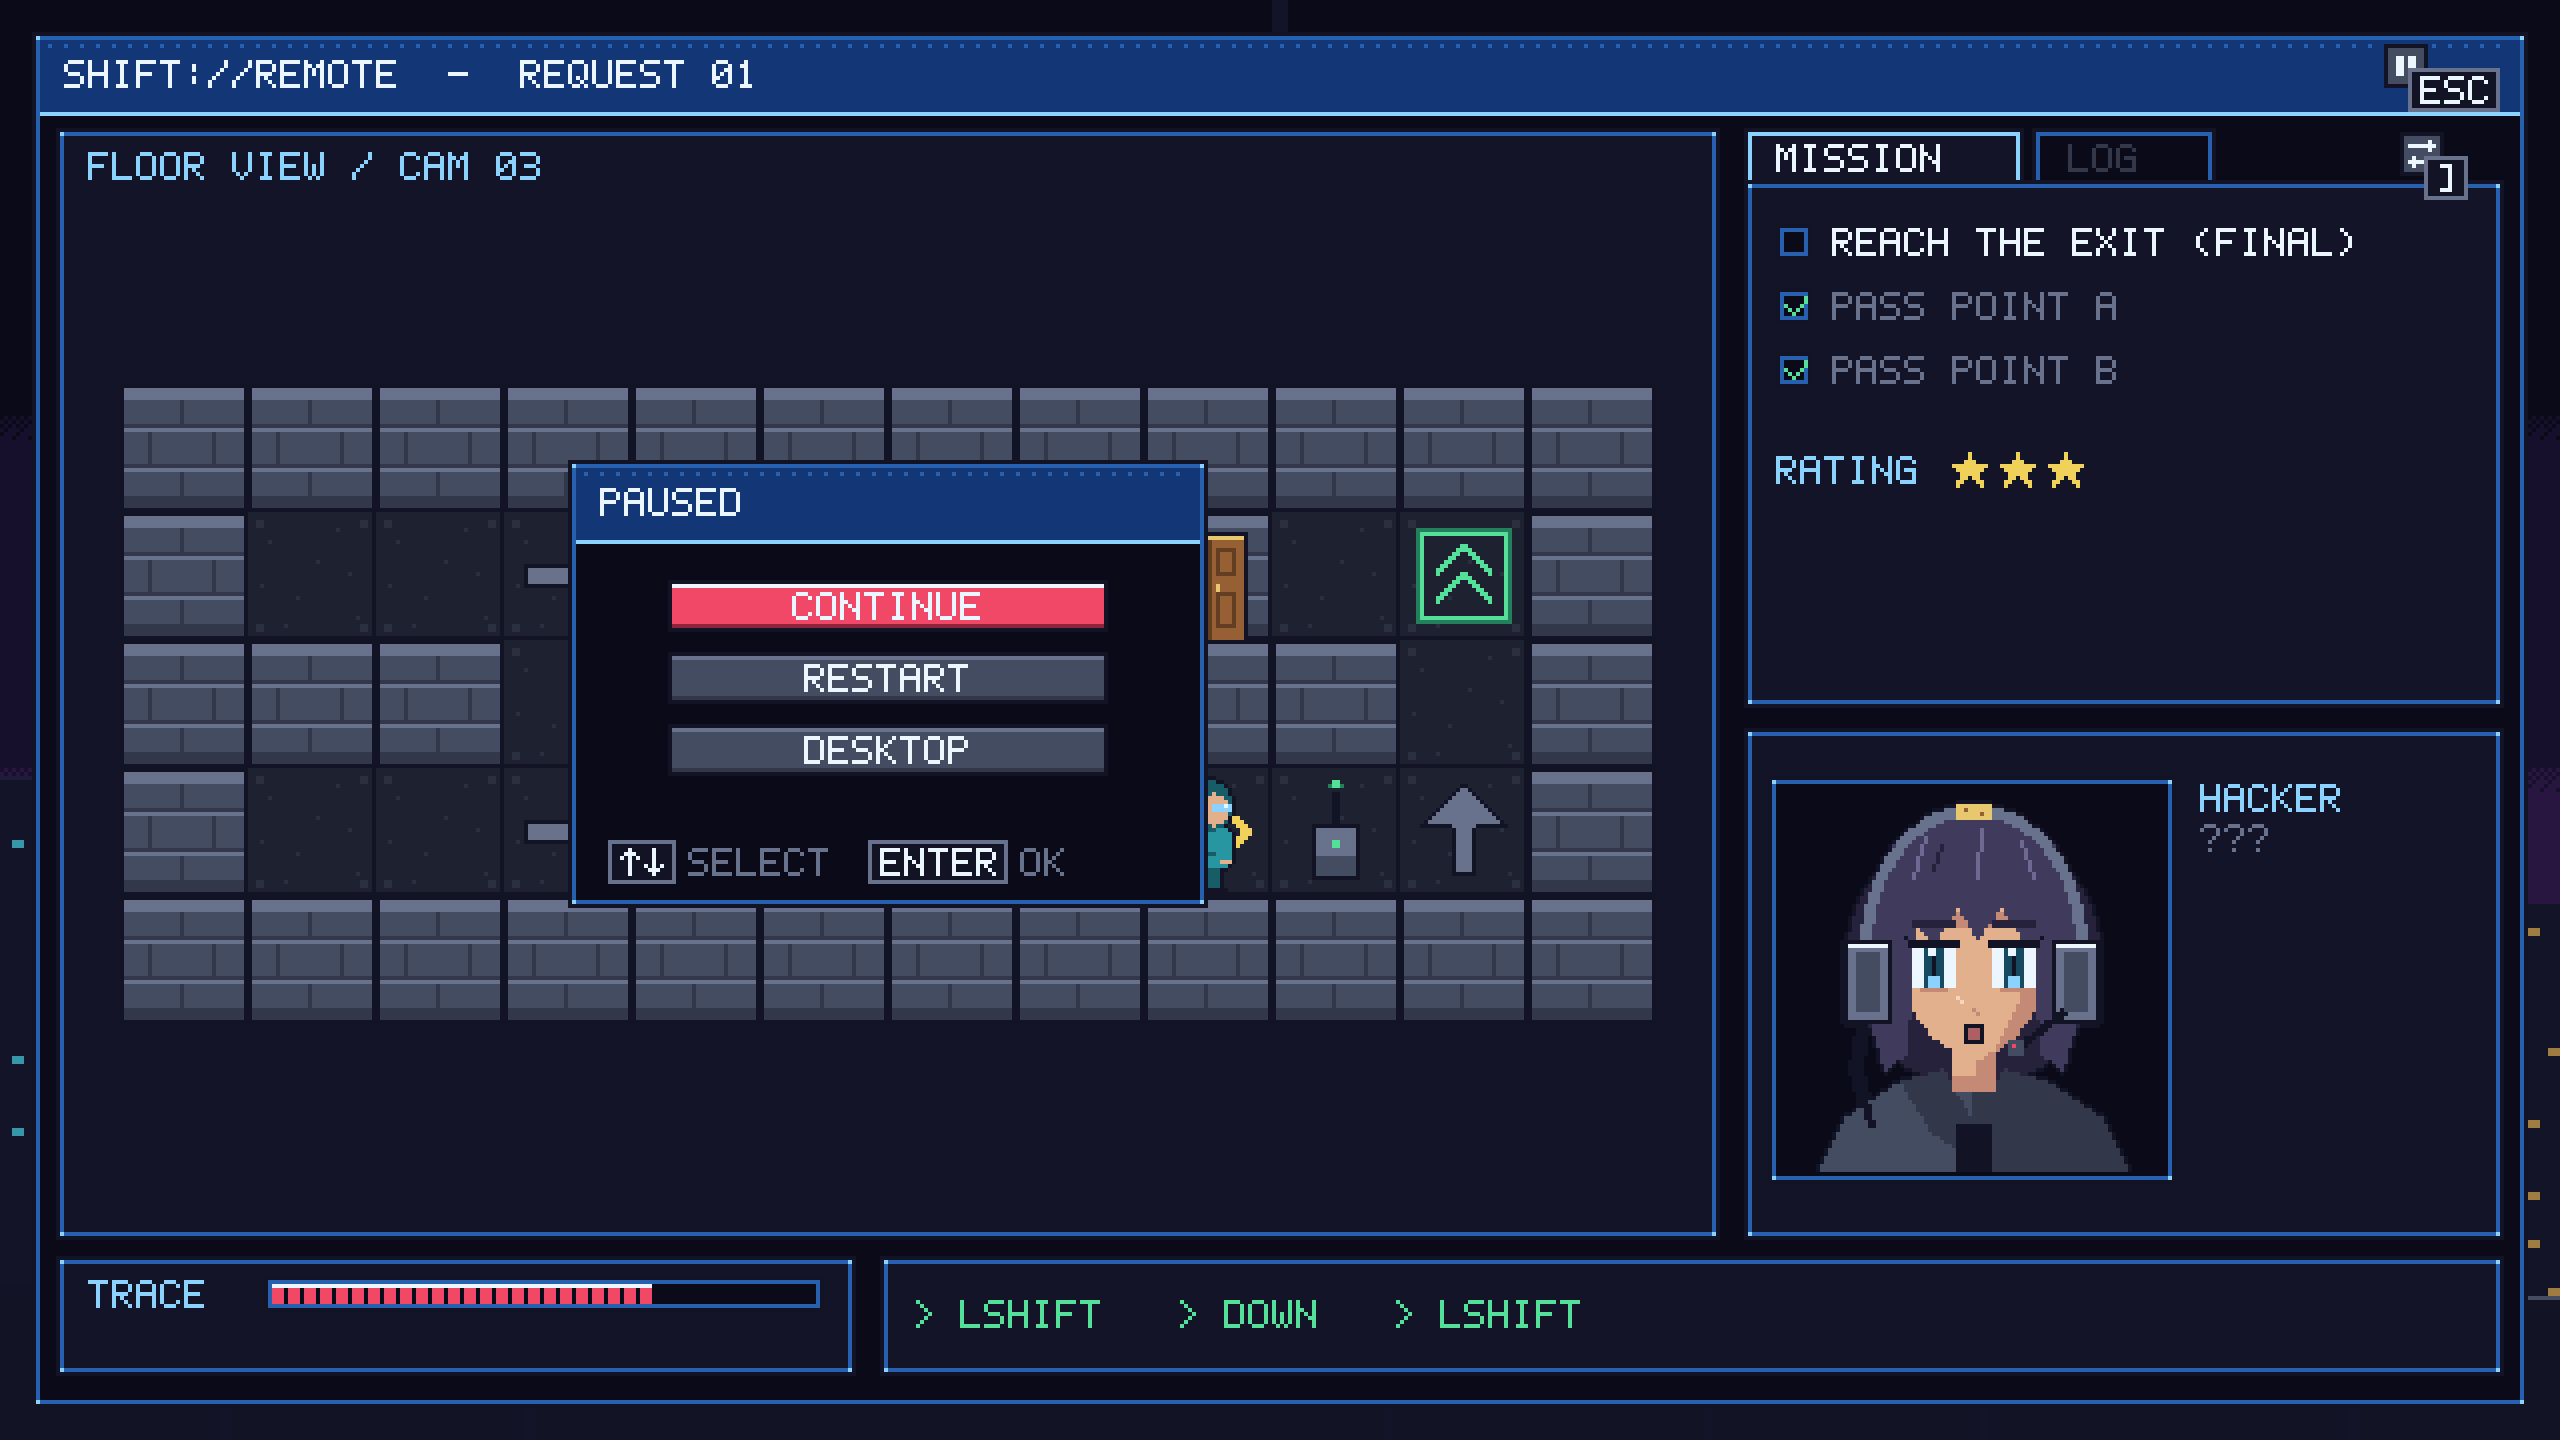 SHIFT://REMOTE - REQUEST 01
ESC
FLOOR VIEW / CAM 03
MISSION
LOG
]
REACH THE EXIT (FINAL)
PASS POINT A
PASS POINT B
RATING
PAUSED
CONTINUE
RESTART
DESKTOP
↑↓ SELECT ENTER OK
HACKER
???
TRACE
> LSHIFT > DOWN > LSHIFT